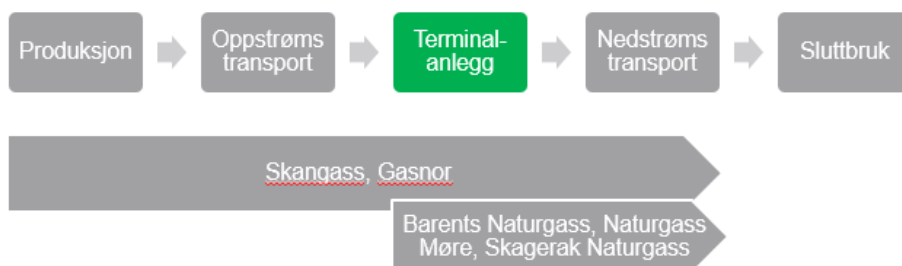 Produksjon
Oppstrøms
transport
Terminal-
anlegg
Nedstrøms
transport
Sluttbruk
Skangass, Gasnor
Barents Naturgass, Naturgass
Møre, Skagerak Naturgass